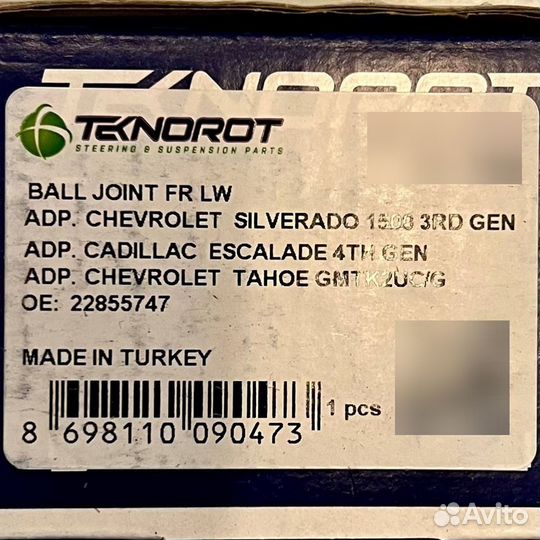 TEKNOROT
TEKNOROT
STEERING & SUSPENSION PARTS
BALL JOINT FR LW
ADP. CHEVROLET SILVERADO 1500 3RD GEN
ADP. CADILLAC ESCALADE 4TH GEN
ADP. CHEVROLET TAHOE GMTK2UC/G
OE: 22855747
MADE IN TURKEY
1 pcs
8 698110 090473
Avito